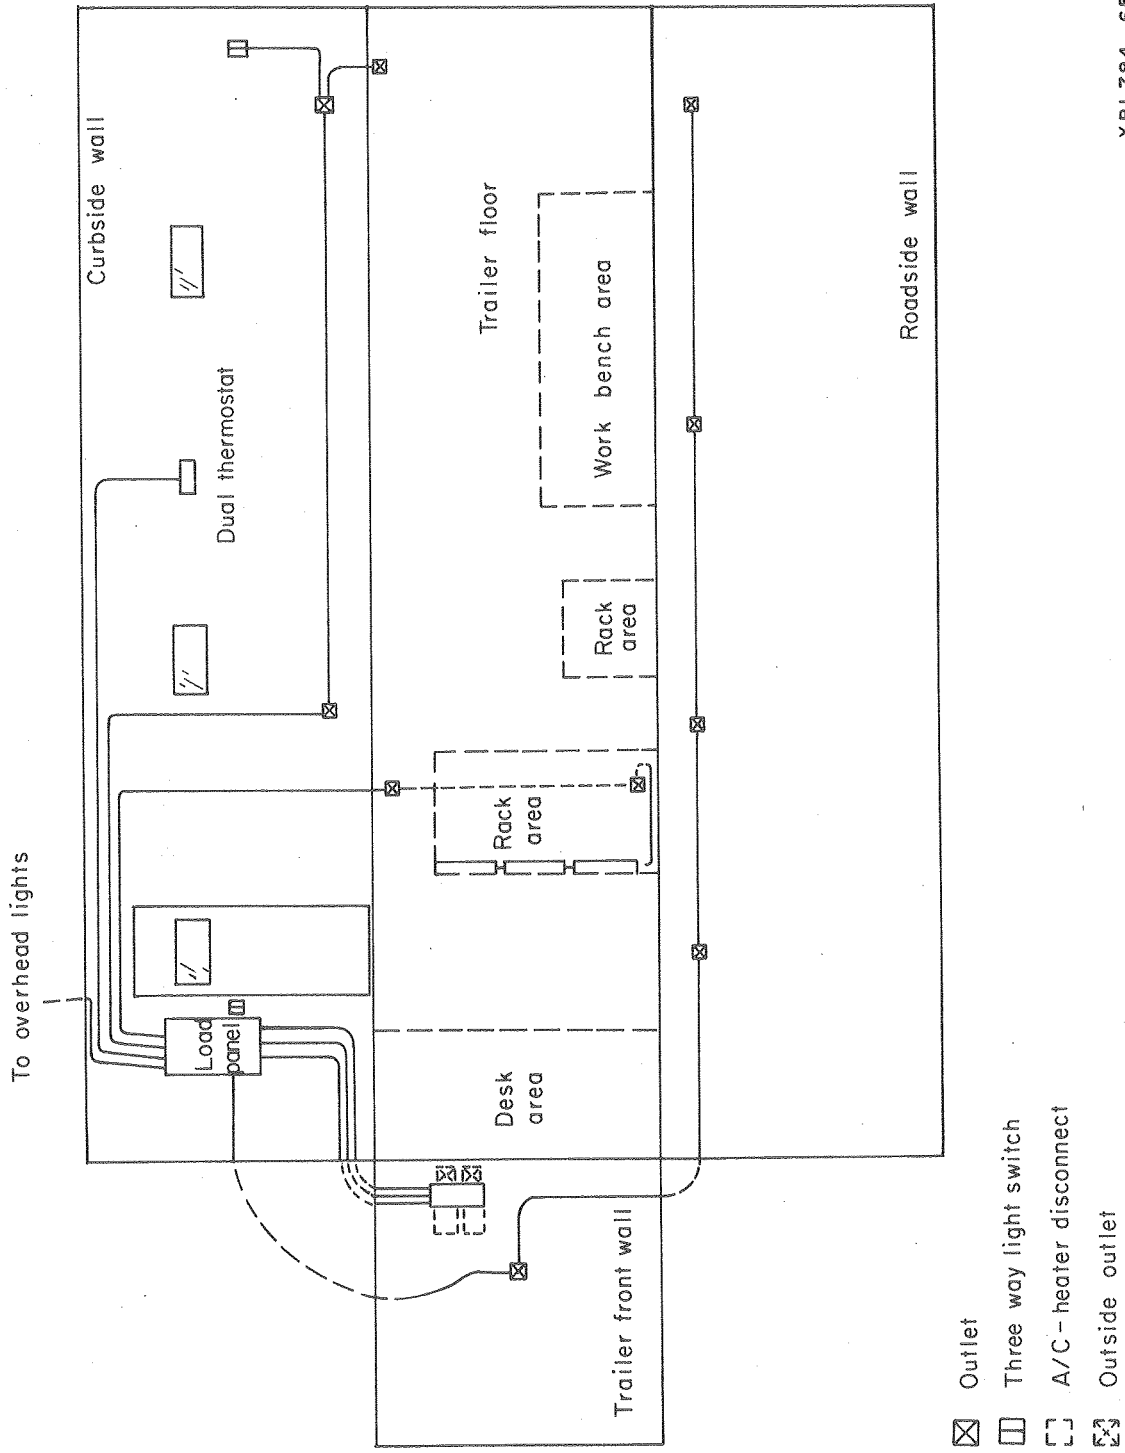 To overhead lights
Curbside wall
Dual thermostat
Load
panel
Trailer floor
Work bench area
Rack
area
Rack
area
Desk
area
Roadside wall
Trailer front wall
Outlet
Three way light switch
A/C-heater disconnect
Outside outlet